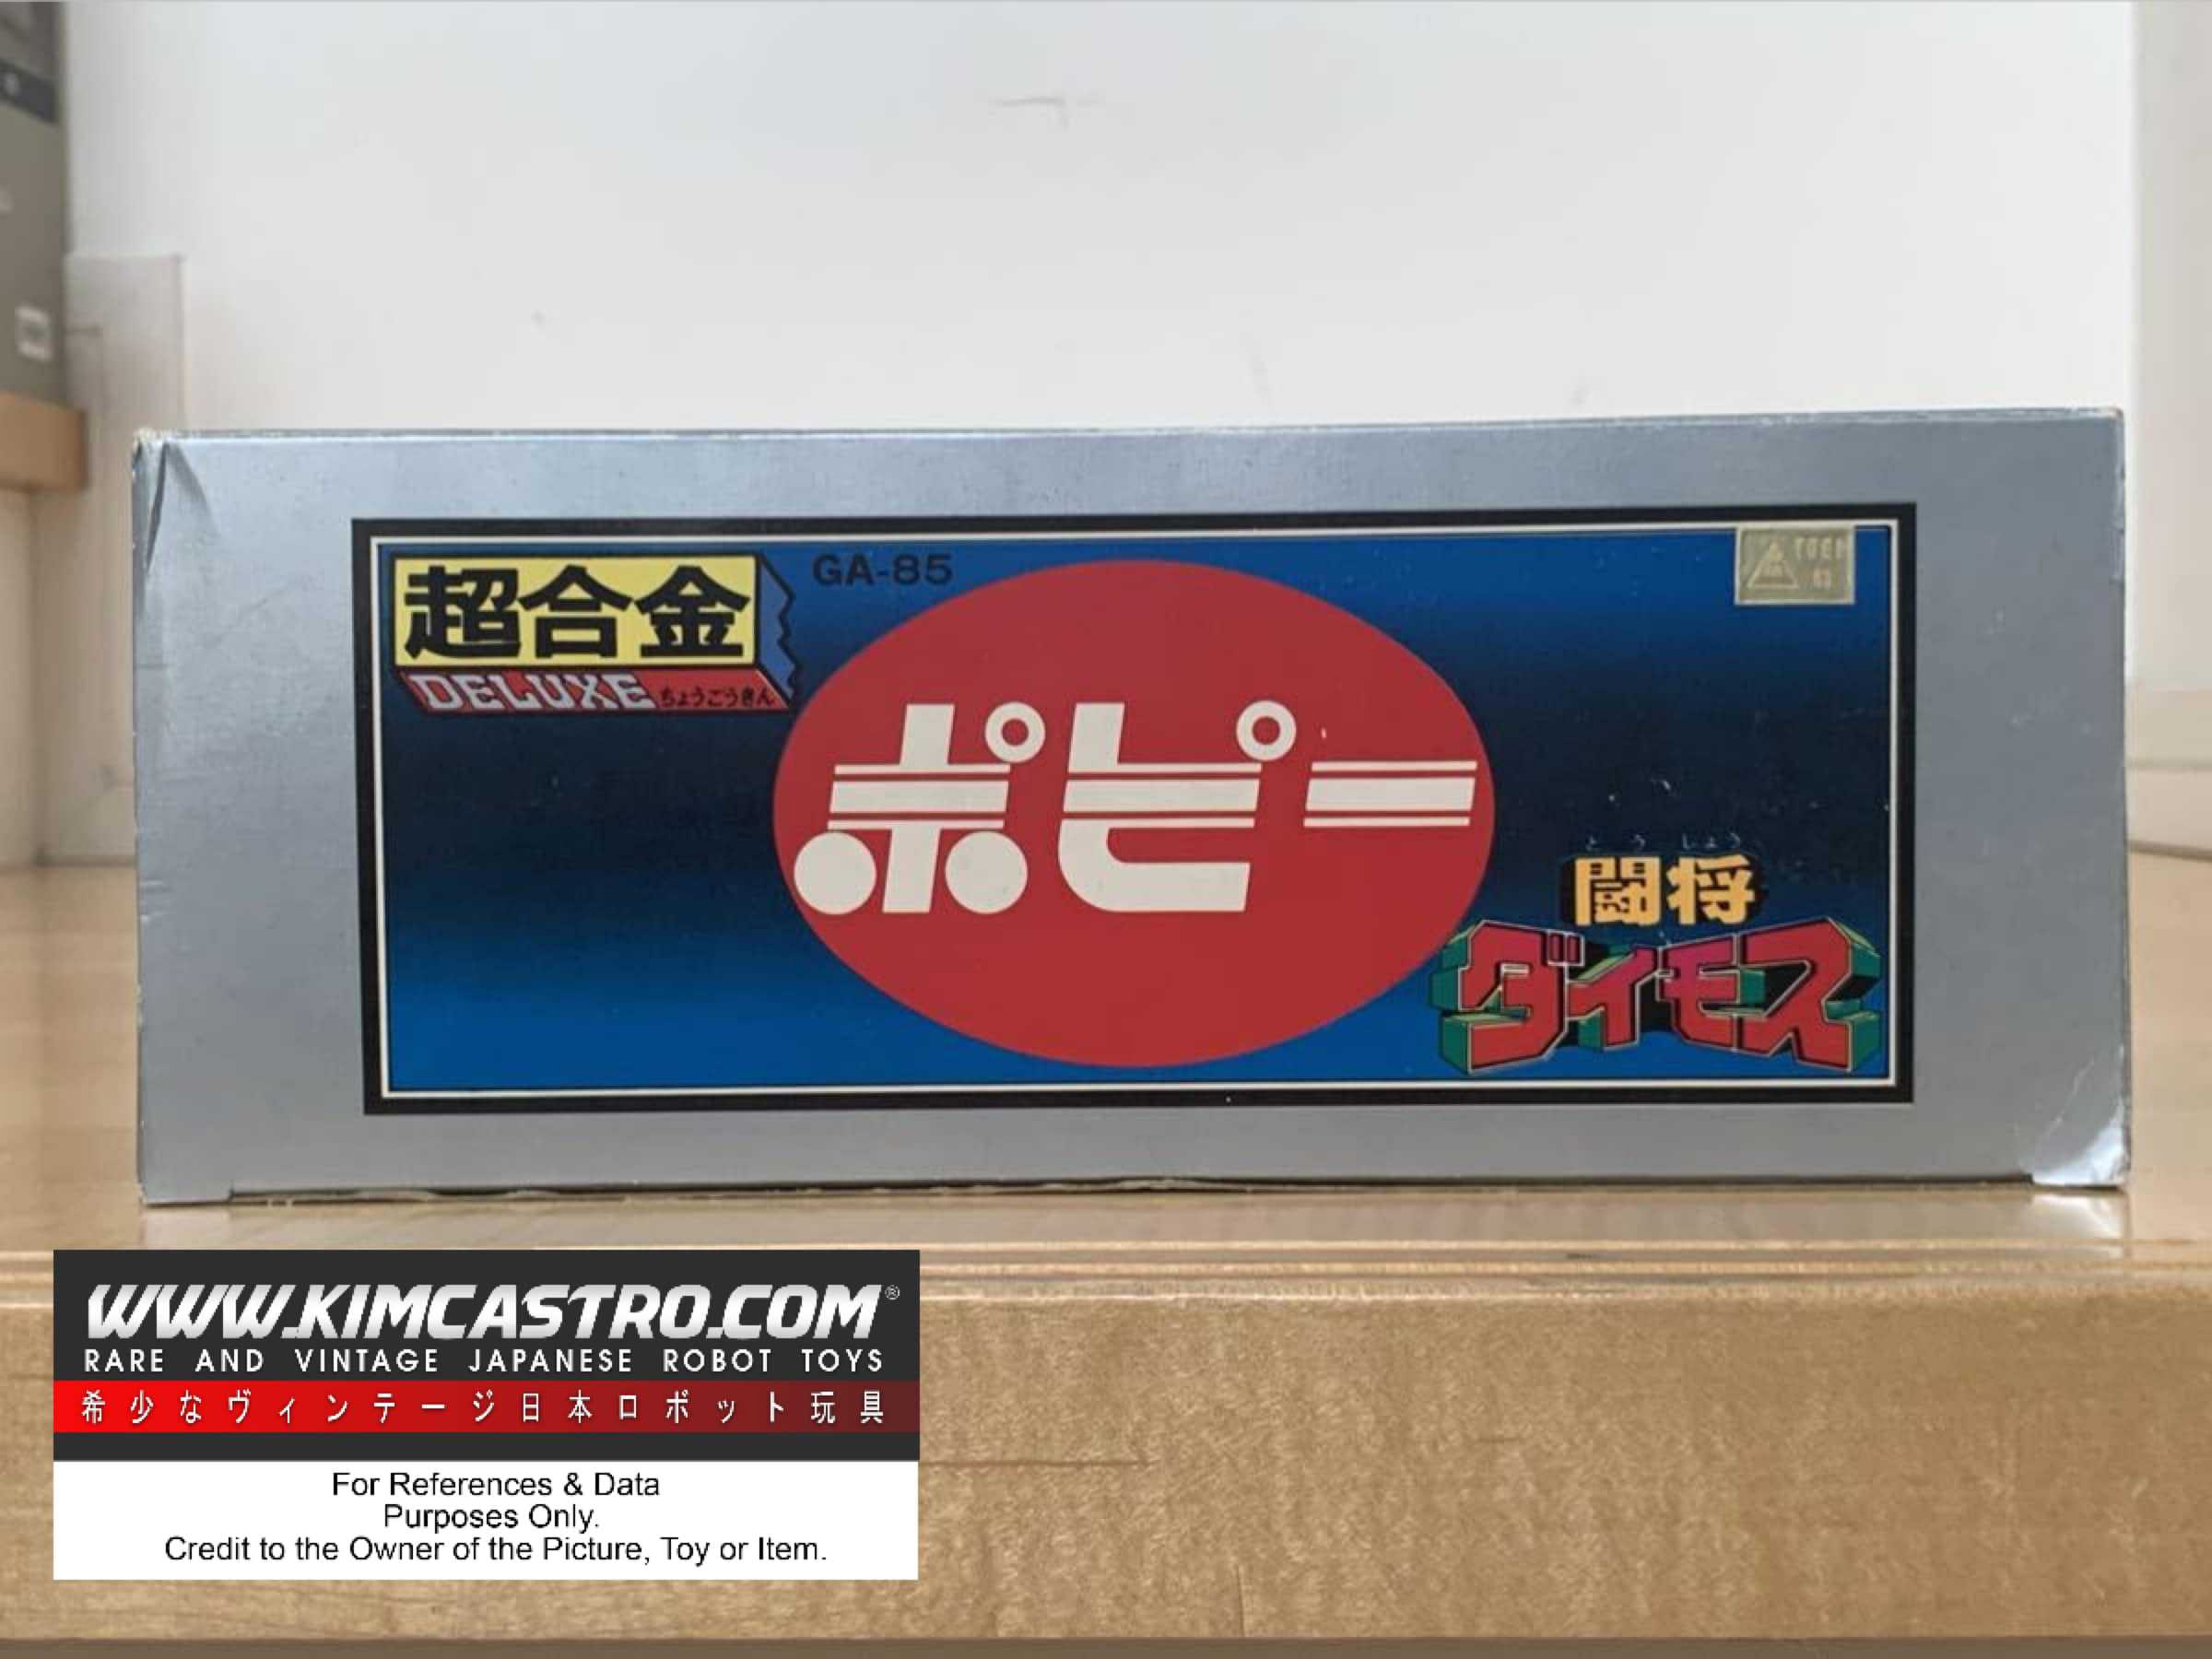 超合金
DELUXE ちょうごうきん
GA-85
ポピー
とうしょう
闘将
ダイモス
WWW.KIMCASTRO.COM®
RARE AND VINTAGE JAPANESE ROBOT TOYS
希少なヴィンテージ日本ロボット玩具
For References & Data
Purposes Only.
Credit to the Owner of the Picture, Toy or Item.